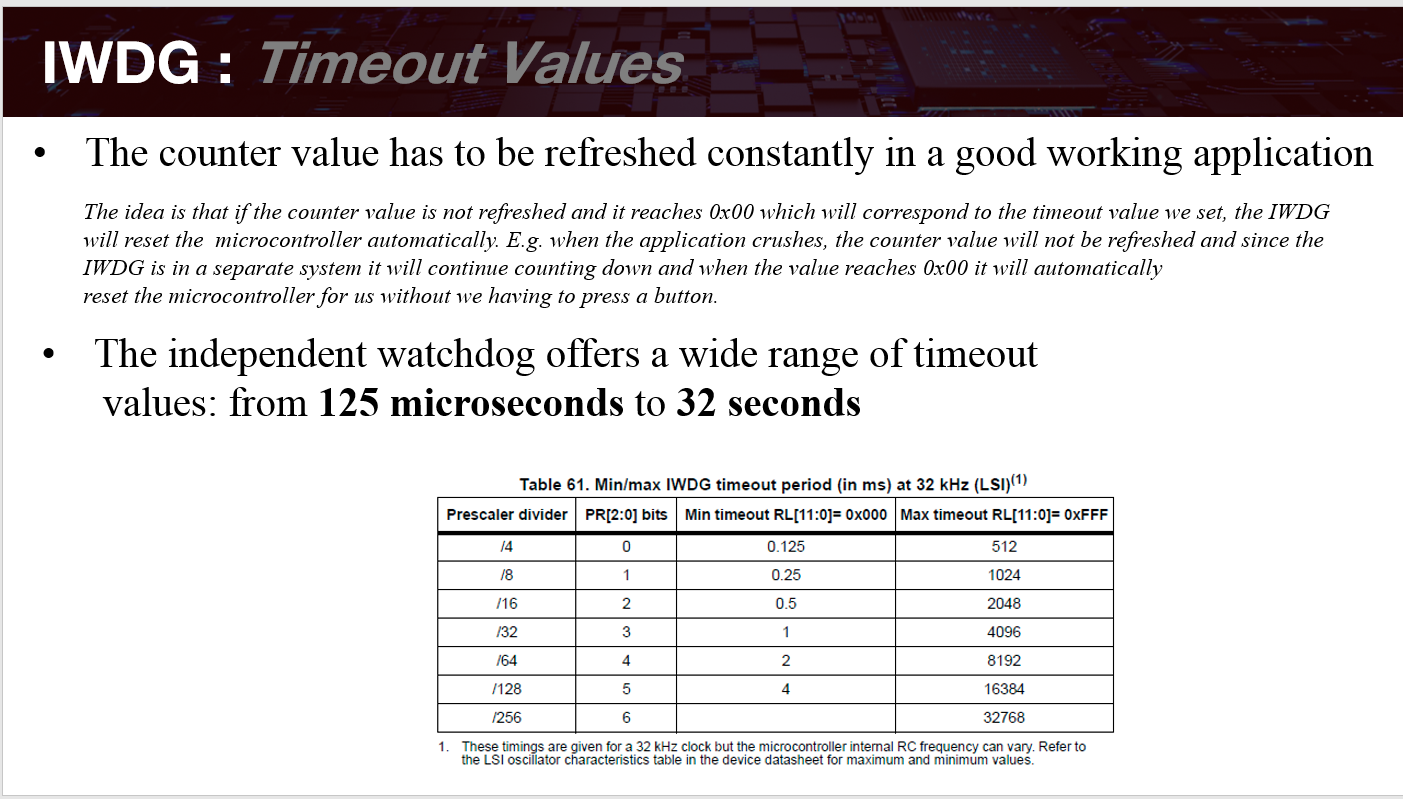 IWDG : Timeout Values
• The counter value has to be refreshed constantly in a good working application
The idea is that if the counter value is not refreshed and it reaches 0x00 which will correspond to the timeout value we set, the IWDG
will reset the  microcontroller automatically. E.g. when the application crushes, the counter value will not be refreshed and since the
IWDG is in a separate system it will continue counting down and when the value reaches 0x00 it will automatically
reset the microcontroller for us without we having to press a button.
• The independent watchdog offers a wide range of timeout
values: from 125 microseconds to 32 seconds
Table 61. Min/max IWDG timeout period (in ms) at 32 kHz (LSI)(1)
Prescaler divider PR[2:0] bits Min timeout RL[11:0]= 0x000 Max timeout RL[11:0]= 0xFFF
/4 0 0.125 512
/8 1 0.25 1024
/16 2 0.5 2048
/32 3 1 4096
/64 4 2 8192
/128 5 4 16384
/256 6 32768
1. These timings are given for a 32 kHz clock but the microcontroller internal RC frequency can vary. Refer to
the LSI oscillator characteristics table in the device datasheet for maximum and minimum values.